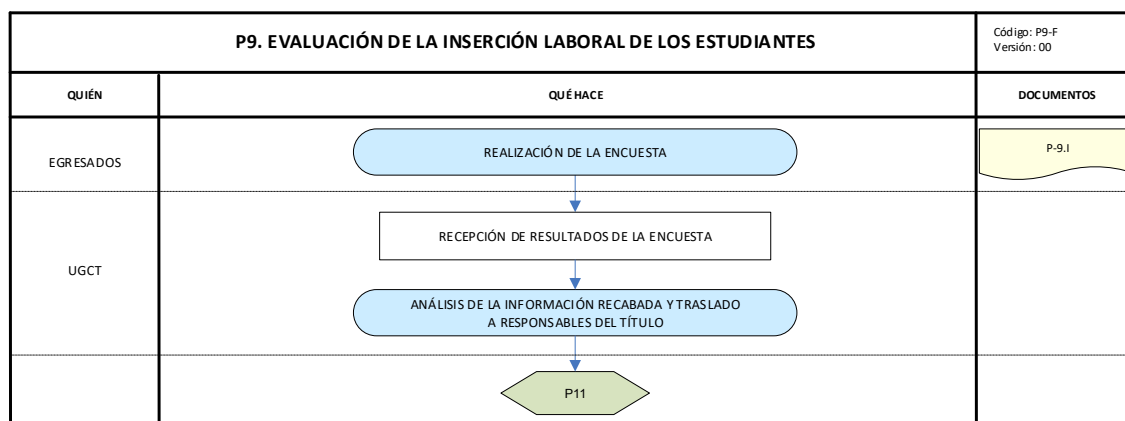 P9. EVALUACIÓN DE LA INSERCIÓN LABORAL DE LOS ESTUDIANTES
Código: P9-F
Versión: 00
QUIÉN
QUÉ HACE
DOCUMENTOS
EGRESADOS
REALIZACIÓN DE LA ENCUESTA
P-9.I
UGCT
RECEPCIÓN DE RESULTADOS DE LA ENCUESTA
ANÁLISIS DE LA INFORMACIÓN RECABADA Y TRASLADO
A RESPONSABLES DEL TÍTULO
P11